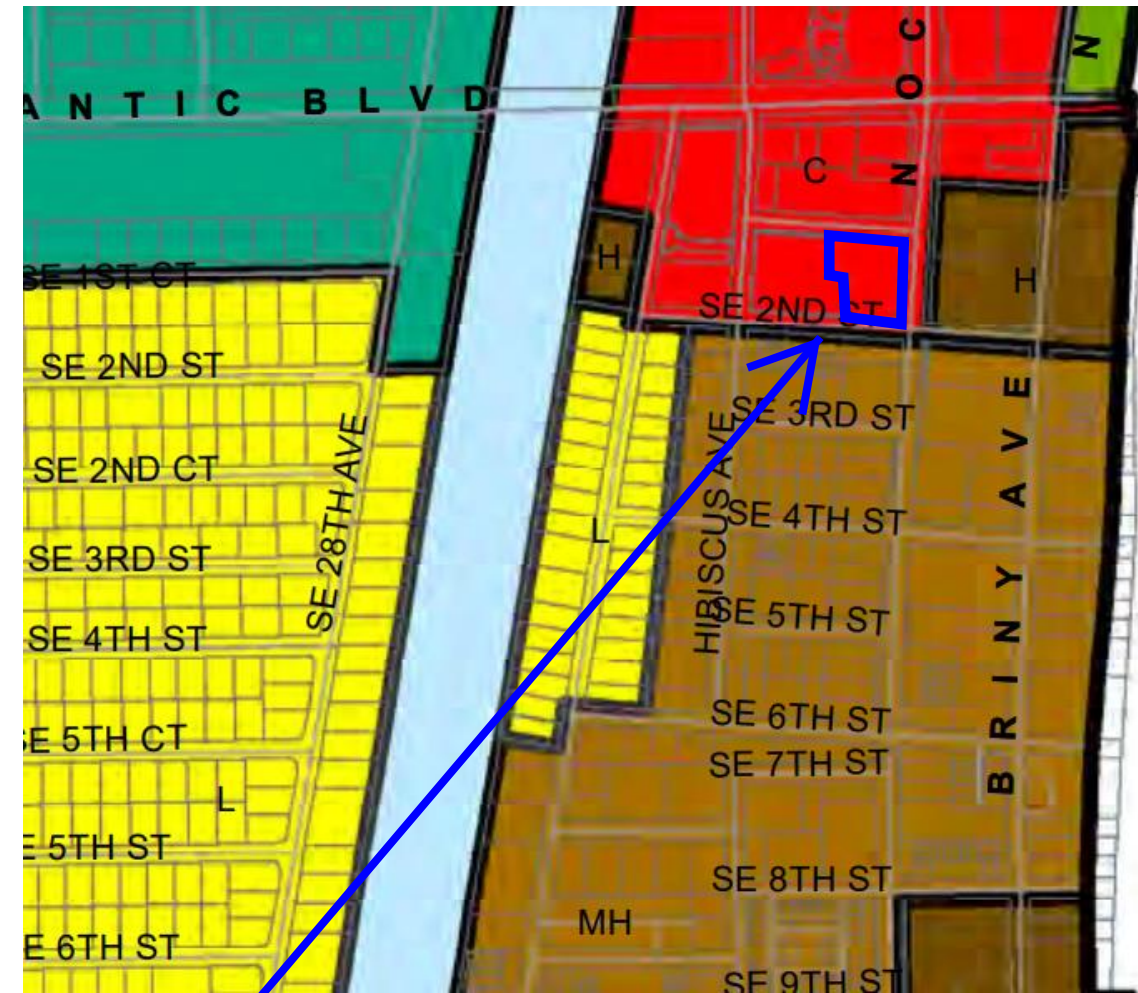 ANTIC BLVD
N O C
N
C
H
H
SE 1ST CT
SE 2ND CT
SE 2ND ST
SE 3RD ST
SE 28TH AVE
HIBISCUS AVE
BRINY AVE
SE 2ND CT
SE 4TH ST
L
SE 3RD ST
SE 5TH ST
SE 4TH ST
SE 6TH ST
E 5TH CT
SE 7TH ST
L
E 5TH ST
SE 8TH ST
MH
E 6TH ST
SE 9TH ST
N